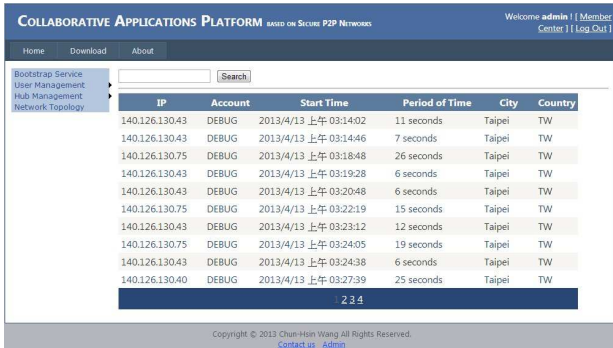 COLLABORATIVE APPLICATIONS PLATFORM BASED ON SECURE P2P NETWORKS
Welcome admin ! [ Member Center ] [ Log Out ]
Home Download About
Bootstrap Service
User Management
Hub Management
Network Topology
Search
IP Account Start Time Period of Time City Country
140.126.130.43 DEBUG 2013/4/13 上午 03:14:02 11 seconds Taipei TW
140.126.130.43 DEBUG 2013/4/13 上午 03:14:46 7 seconds Taipei TW
140.126.130.75 DEBUG 2013/4/13 上午 03:18:48 26 seconds Taipei TW
140.126.130.43 DEBUG 2013/4/13 上午 03:19:28 6 seconds Taipei TW
140.126.130.43 DEBUG 2013/4/13 上午 03:20:48 6 seconds Taipei TW
140.126.130.75 DEBUG 2013/4/13 上午 03:22:19 15 seconds Taipei TW
140.126.130.43 DEBUG 2013/4/13 上午 03:23:12 12 seconds Taipei TW
140.126.130.75 DEBUG 2013/4/13 上午 03:24:05 19 seconds Taipei TW
140.126.130.43 DEBUG 2013/4/13 上午 03:24:38 6 seconds Taipei TW
140.126.130.40 DEBUG 2013/4/13 上午 03:27:39 25 seconds Taipei TW
1 2 3 4
Copyright © 2013 Chun-Hsin Wang All Rights Reserved.
Contact us Admin